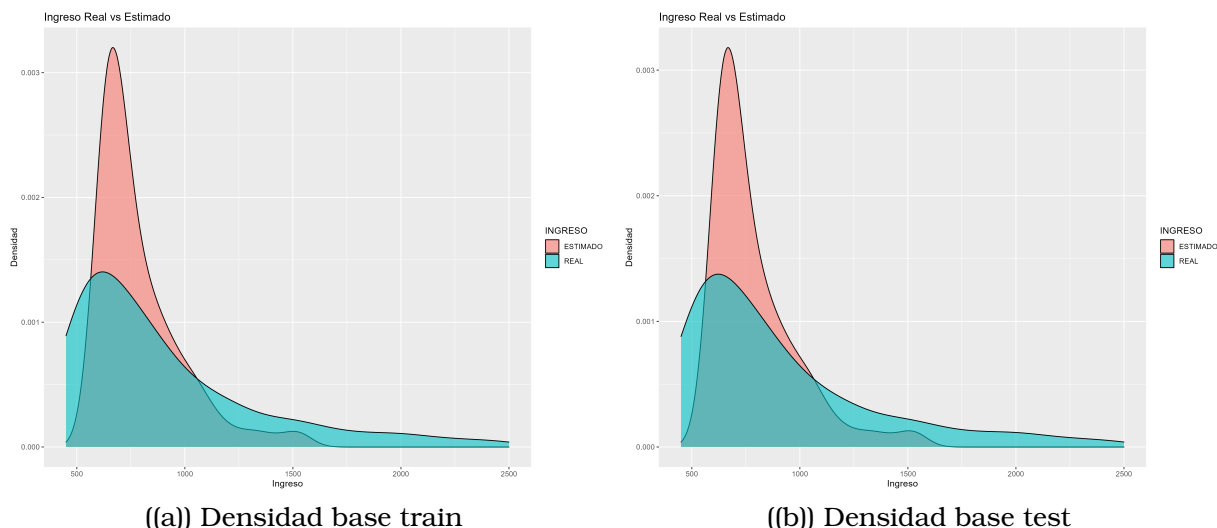 Ingreso Real vs Estimado
0.003
0.002
0.001
0.000
Densidad
500
1000
1500
2000
2500
Ingreso
INGRESO
ESTIMADO
REAL
((a)) Densidad base train
Ingreso Real vs Estimado
0.003
0.002
0.001
0.000
Densidad
500
1000
1500
2000
2500
Ingreso
INGRESO
ESTIMADO
REAL
((b)) Densidad base test